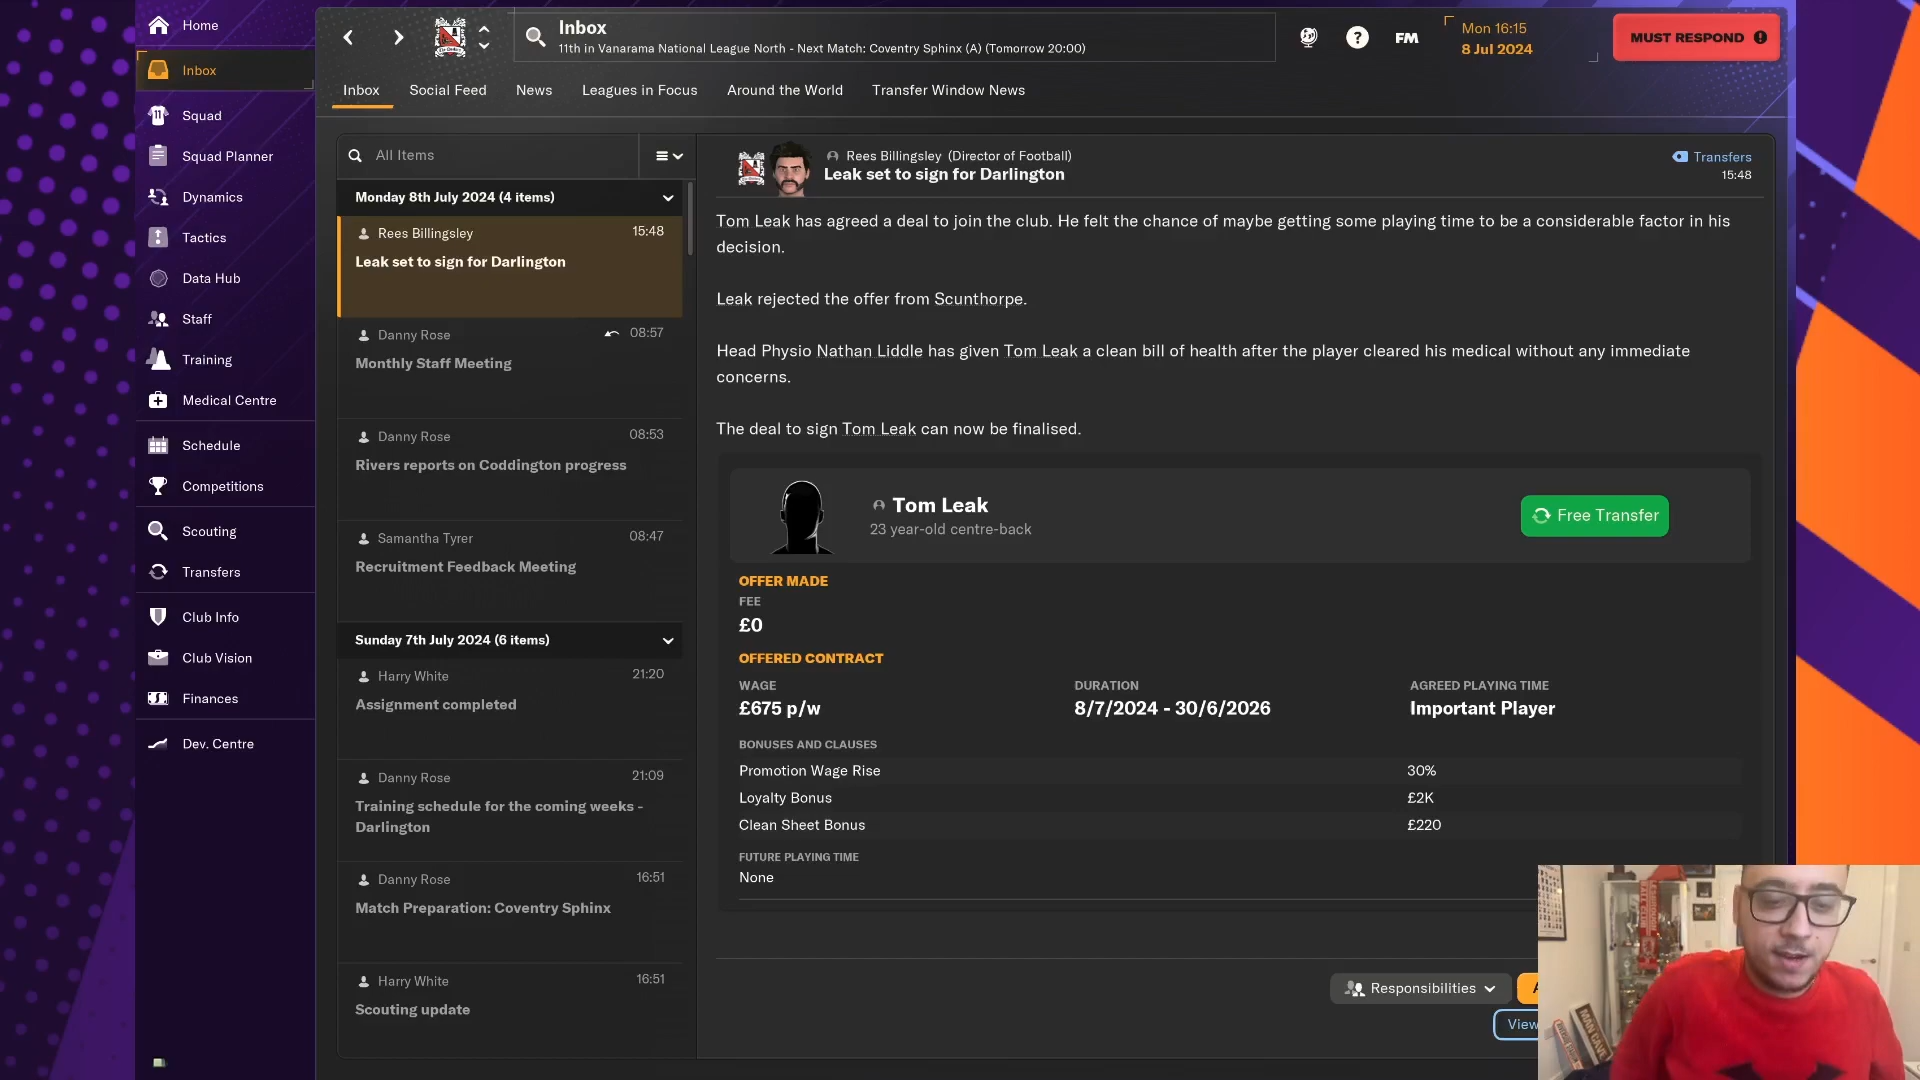 Home
Inbox
Squad
Squad Planner
Dynamics
Tactics
Data Hub
Staff
Training
Medical Centre
Schedule
Competitions
Scouting
Transfers
Club Info
Club Vision
Finances
Dev. Centre
Inbox
11th in Vanarama National League North - Next Match: Coventry Sphinx (A) (Tomorrow 20:00)
FM
Mon 16:15
8 Jul 2024
MUST RESPOND
Inbox Social Feed News Leagues in Focus Around the World Transfer Window News
All Items
Monday 8th July 2024 (4 items)
Rees Billingsley 15:48
Leak set to sign for Darlington
Danny Rose 08:57
Monthly Staff Meeting
Danny Rose 08:53
Rivers reports on Coddington progress
Samantha Tyrer 08:47
Recruitment Feedback Meeting
Sunday 7th July 2024 (6 items)
Harry White 21:20
Assignment completed
Danny Rose 21:09
Training schedule for the coming weeks -
Darlington
Danny Rose 16:51
Match Preparation: Coventry Sphinx
Harry White 16:51
Scouting update
Rees Billingsley (Director of Football)
Leak set to sign for Darlington
Transfers
15:48
Tom Leak has agreed a deal to join the club. He felt the chance of maybe getting some playing time to be a considerable factor in his
decision.
Leak rejected the offer from Scunthorpe.
Head Physio Nathan Liddle has given Tom Leak a clean bill of health after the player cleared his medical without any immediate
concerns.
The deal to sign Tom Leak can now be finalised.
Tom Leak
23 year-old centre-back
Free Transfer
OFFER MADE
FEE
£0
OFFERED CONTRACT
WAGE DURATION AGREED PLAYING TIME
£675 p/w 8/7/2024 - 30/6/2026 Important Player
BONUSES AND CLAUSES
Promotion Wage Rise 30%
Loyalty Bonus £2K
Clean Sheet Bonus £220
FUTURE PLAYING TIME
None
Responsibilities
View
MAN CAVE